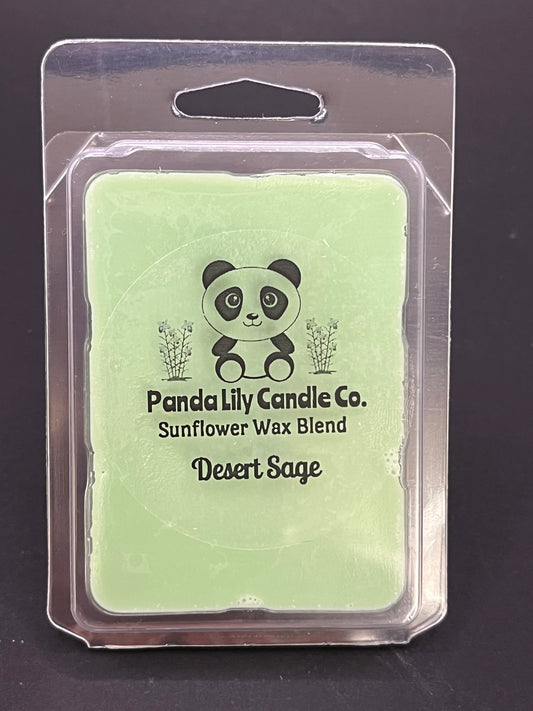 Panda Lily Candle Co.
Sunflower Wax Blend
Desert Sage